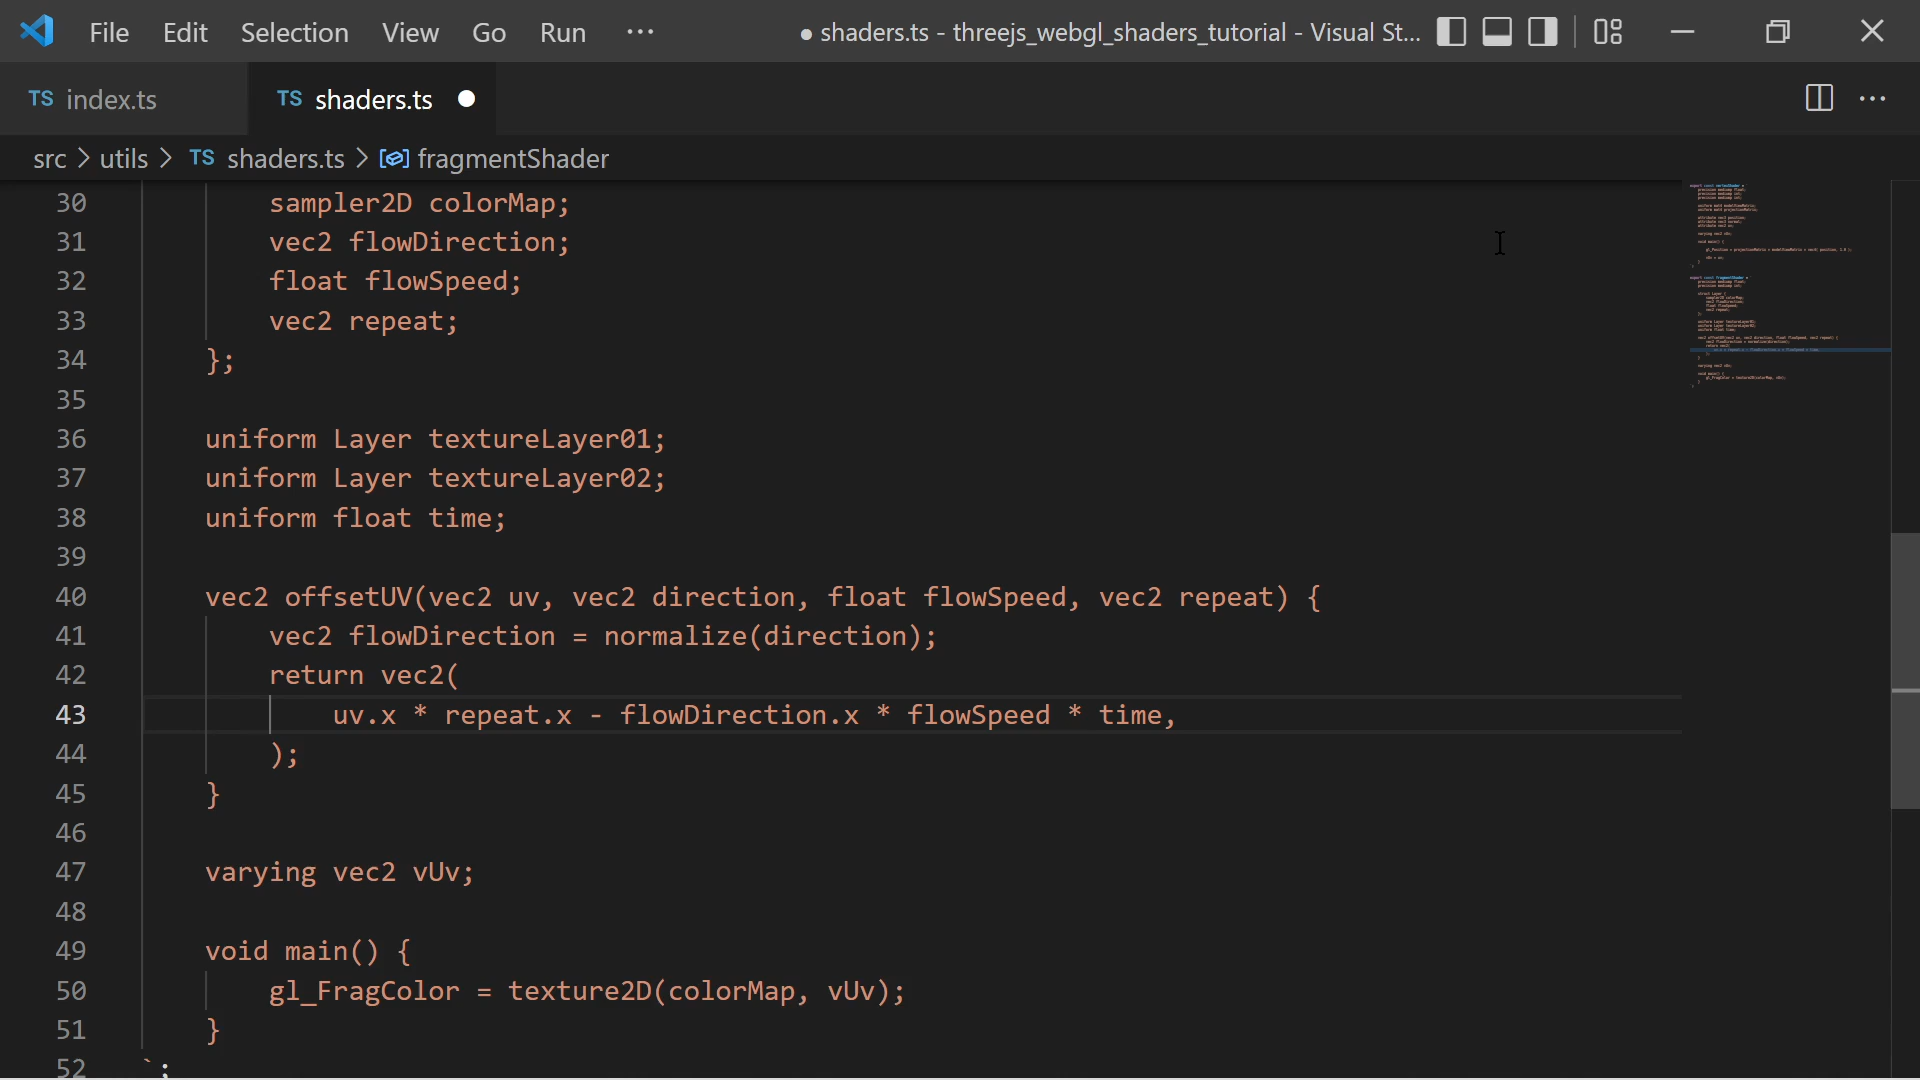 File Edit Selection View Go Run ··· ● shaders.ts - threejs_webgl_shaders_tutorial - Visual St...
TS index.ts TS shaders.ts ●
src > utils > TS shaders.ts > fragmentShader
30 sampler2D colorMap;
31 vec2 flowDirection;
32 float flowSpeed;
33 vec2 repeat;
34 };
35
36 uniform Layer textureLayer01;
37 uniform Layer textureLayer02;
38 uniform float time;
39
40 vec2 offsetUV(vec2 uv, vec2 direction, float flowSpeed, vec2 repeat) {
41 vec2 flowDirection = normalize(direction);
42 return vec2(
43 uv.x * repeat.x - flowDirection.x * flowSpeed * time,
44 );
45 }
46
47 varying vec2 vUv;
48
49 void main() {
50 gl_FragColor = texture2D(colorMap, vUv);
51 }
52 `;